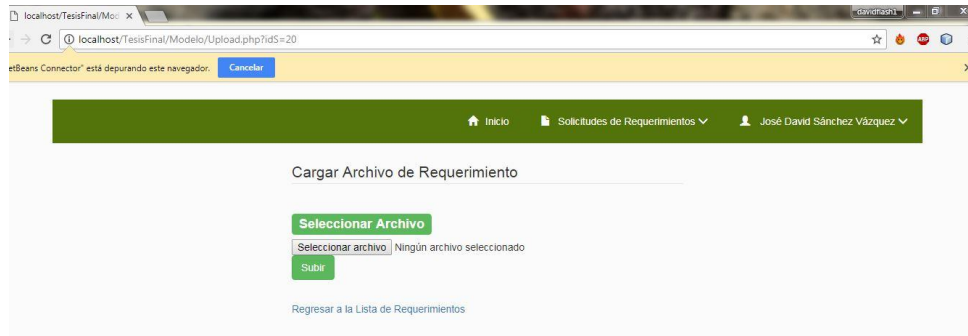 localhost/TesisFinal/Mod
davidflash1
localhost/TesisFinal/Modelo/Upload.php?idS=20
ABP
etBeans Connector" está depurando este navegador. Cancelar
Inicio Solicitudes de Requerimientos José David Sánchez Vázquez
Cargar Archivo de Requerimiento
Seleccionar Archivo
Seleccionar archivo Ningún archivo seleccionado
Subir
Regresar a la Lista de Requerimientos